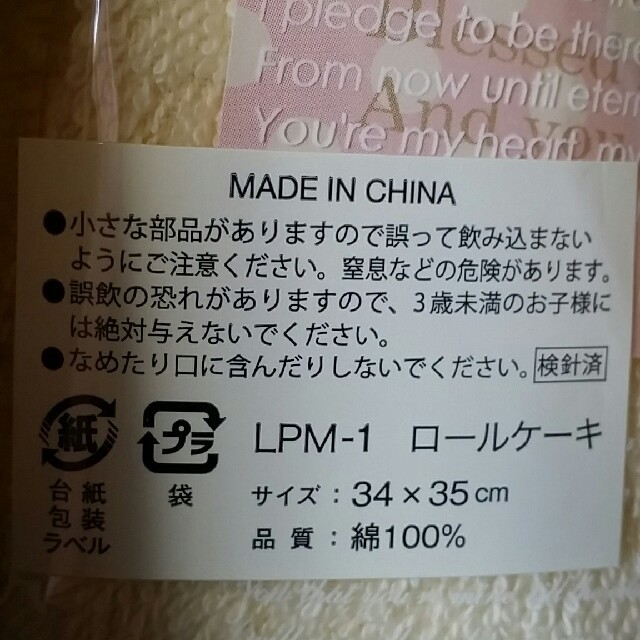 I pledge to be there
From now until eter
You're my heart, my
Blessed
And you
MADE IN CHINA
●小さな部品がありますので誤って飲み込まない
ようにご注意ください。窒息などの危険があります。
●誤飲の恐れがありますので、3歳未満のお子様に
は絶対与えないでください。
●なめたり口に含んだりしないでください。検針済
紙
プラ
LPM-1 ロールケーキ
台紙
包装
ラベル
袋
サイズ：34×35cm
品質：綿100%